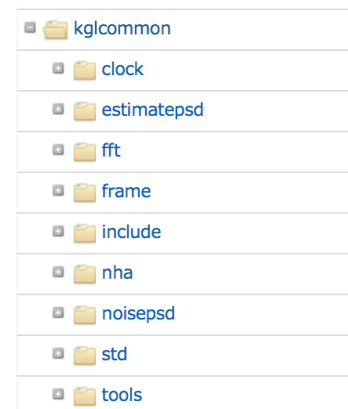 kglcommon
clock
estimatepsd
fft
frame
include
nha
noisepsd
std
tools